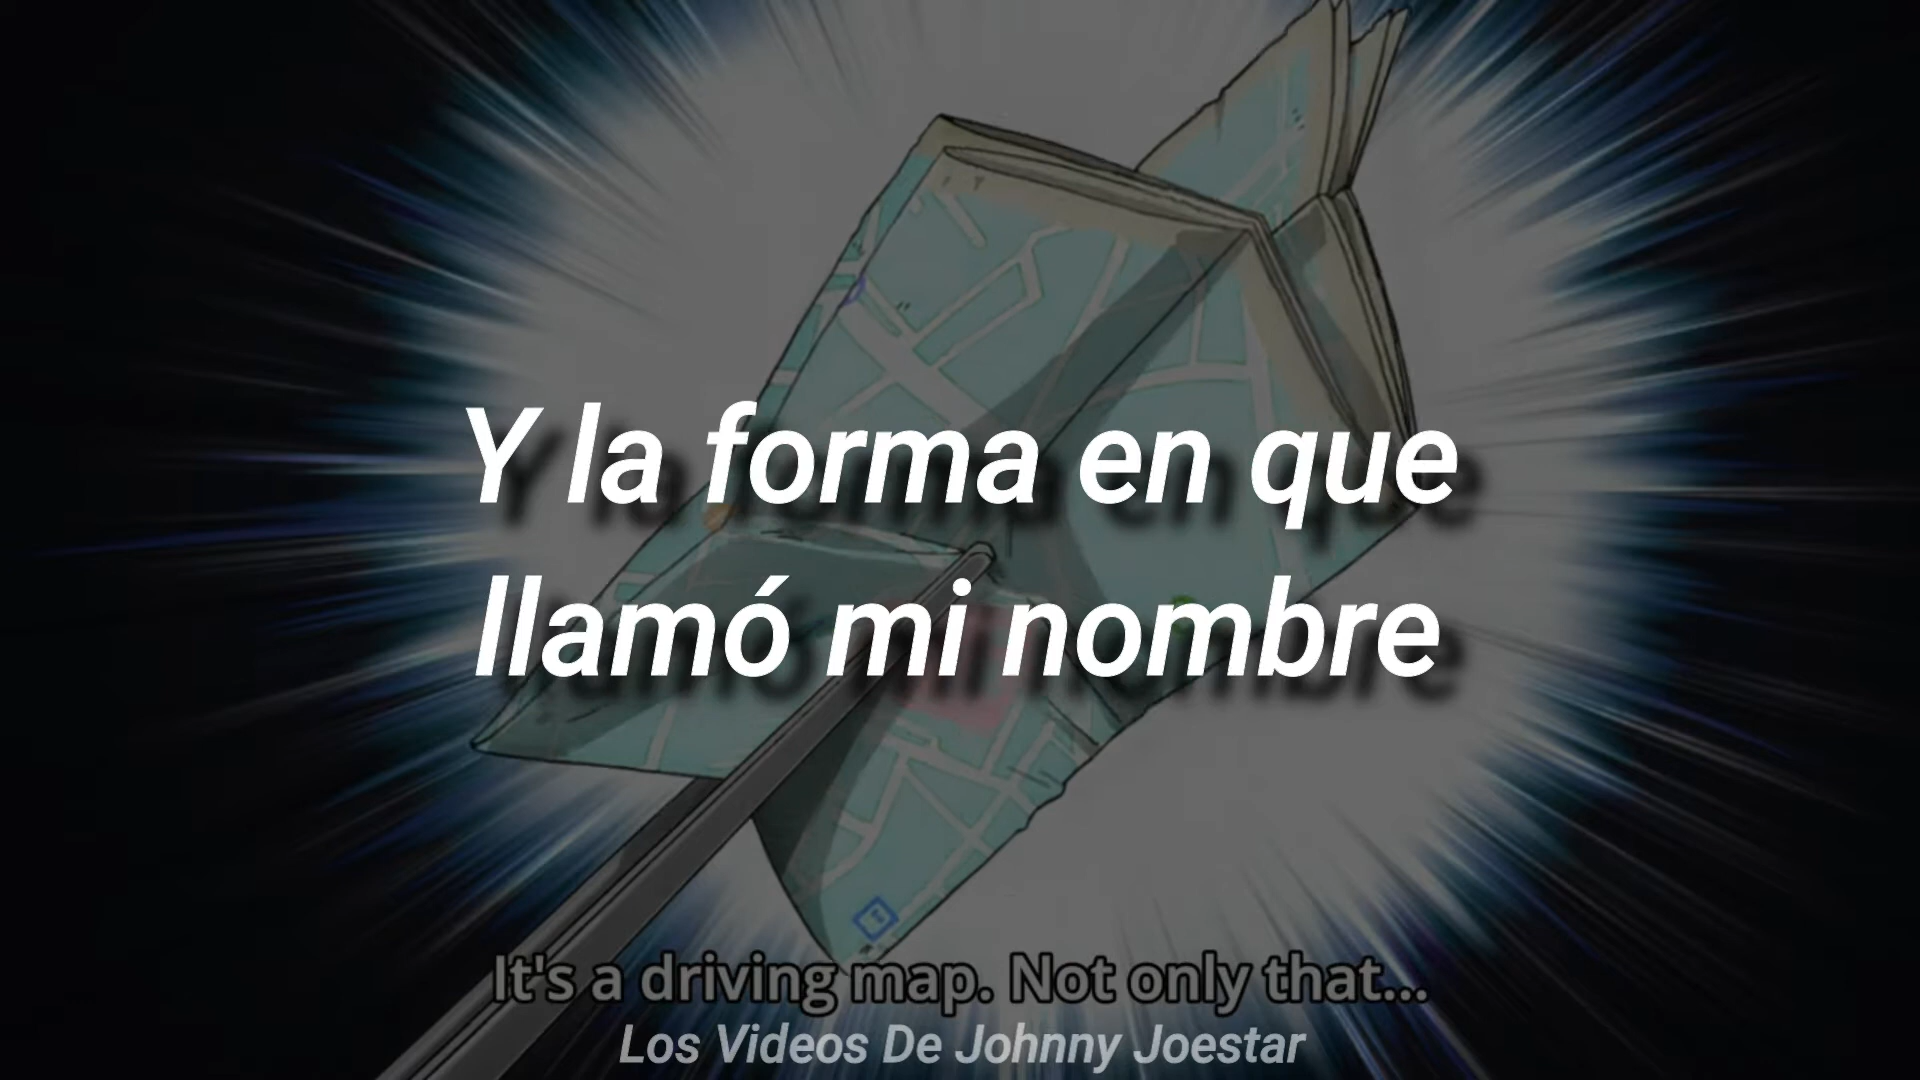 Y la forma en que
llamó mi nombre
It's a driving map. Not only that...
Los Videos De Johnny Joestar